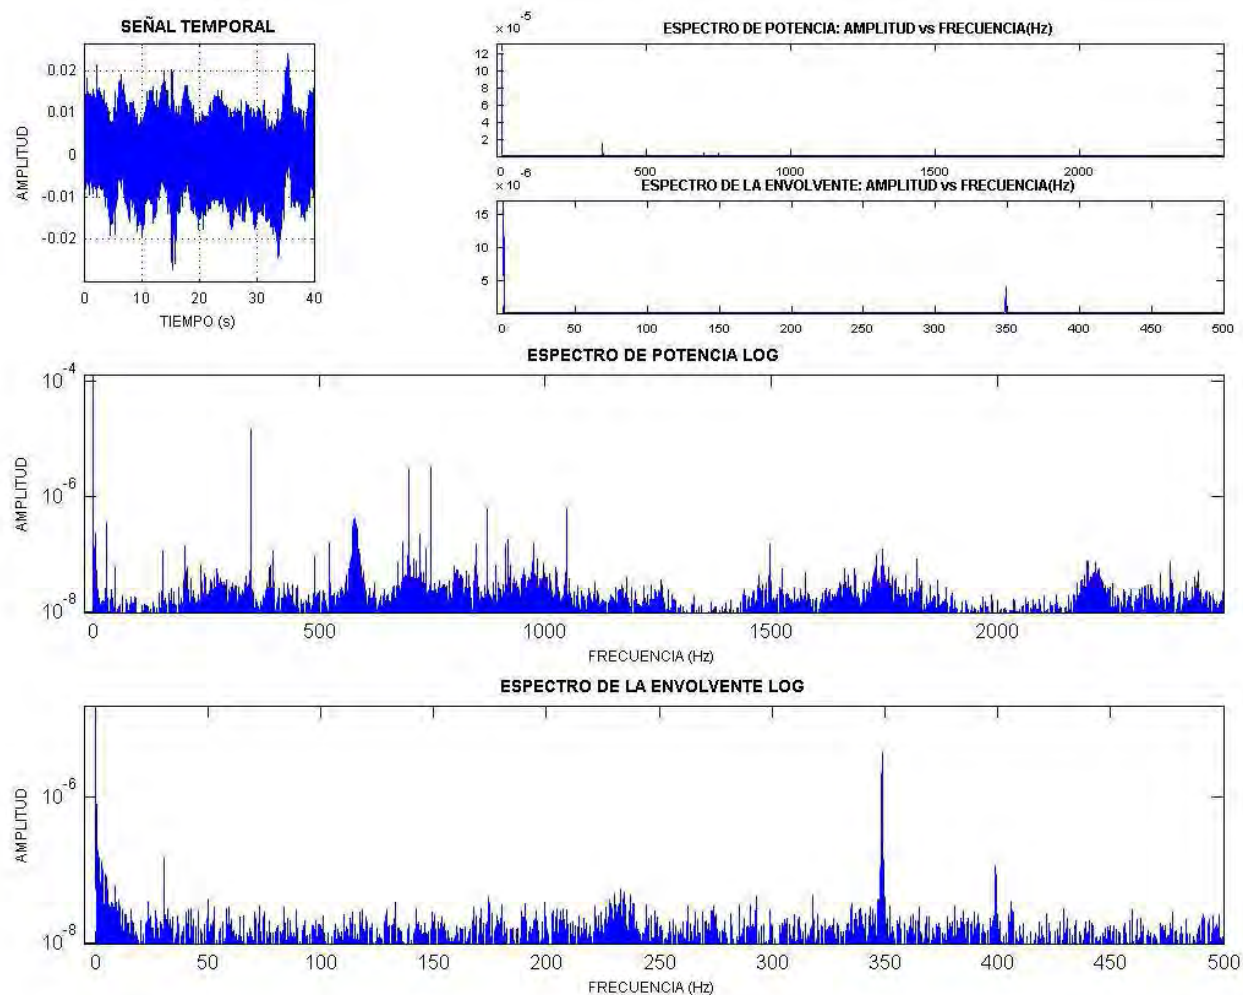 SEÑAL TEMPORAL
AMPLITUD
0.02
0.01
0
-0.01
-0.02
0 10 20 30 40
TIEMPO (s)
× 10^-5
ESPECTRO DE POTENCIA: AMPLITUD vs FRECUENCIA(Hz)
12
10
8
6
4
2
0 500 1000 1500 2000
× 10^-6
ESPECTRO DE LA ENVOLVENTE: AMPLITUD vs FRECUENCIA(Hz)
15
10
5
0 50 100 150 200 250 300 350 400 450 500
ESPECTRO DE POTENCIA LOG
AMPLITUD
10^-4
10^-6
10^-8
0 500 1000 1500 2000
FRECUENCIA (Hz)
ESPECTRO DE LA ENVOLVENTE LOG
AMPLITUD
10^-6
10^-8
0 50 100 150 200 250 300 350 400 450 500
FRECUENCIA (Hz)